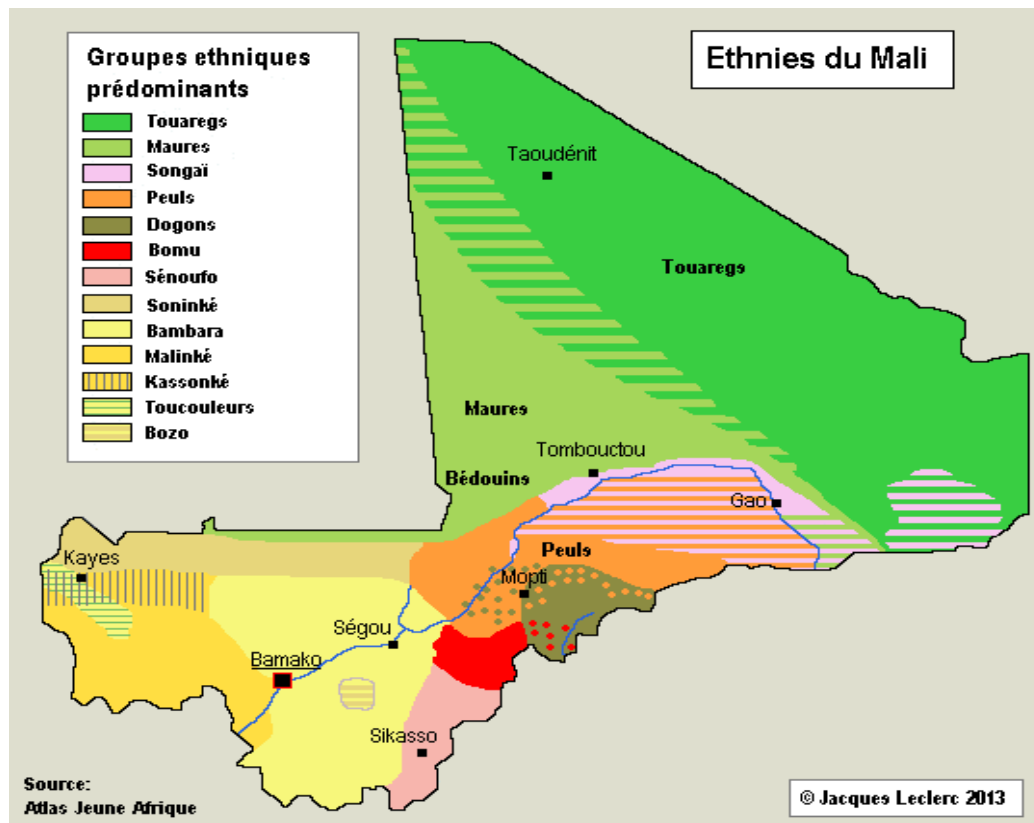 Ethnies du Mali
Groupes ethniques
prédominants
Touaregs
Maures
Songaï
Peuls
Dogons
Bomu
Sénoufo
Soninké
Bambara
Malinké
Kassonké
Toucouleurs
Bozo
Taoudénit
Touaregs
Maures
Tombouctou
Bédouins
Gao
Peuls
Kayes
Mopti
Ségou
Bamako
Sikasso
Source:
Atlas Jeune Afrique
© Jacques Leclerc 2013